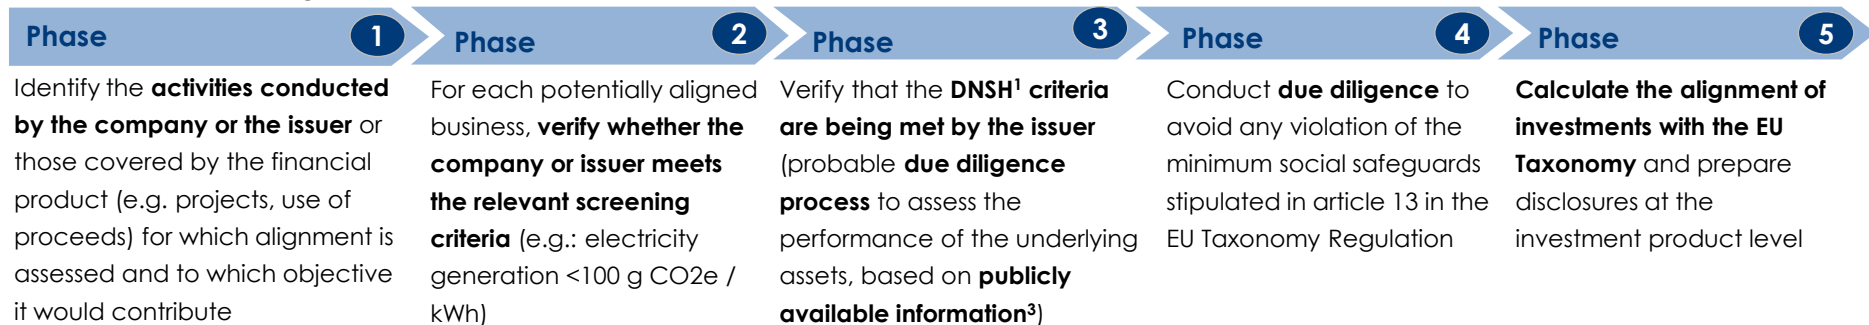 Phase 1
Identify the activities conducted
by the company or the issuer or
those covered by the financial
product (e.g. projects, use of
proceeds) for which alignment is
assessed and to which objective
it would contribute
Phase 2
For each potentially aligned
business, verify whether the
company or issuer meets
the relevant screening
criteria (e.g.: electricity
generation <100 g CO2e /
kWh)
Phase 3
Verify that the DNSH¹ criteria
are being met by the issuer
(probable due diligence
process to assess the
performance of the underlying
assets, based on publicly
available information³)
Phase 4
Conduct due diligence to
avoid any violation of the
minimum social safeguards
stipulated in article 13 in the
EU Taxonomy Regulation
Phase 5
Calculate the alignment of
investments with the EU
Taxonomy and prepare
disclosures at the
investment product level